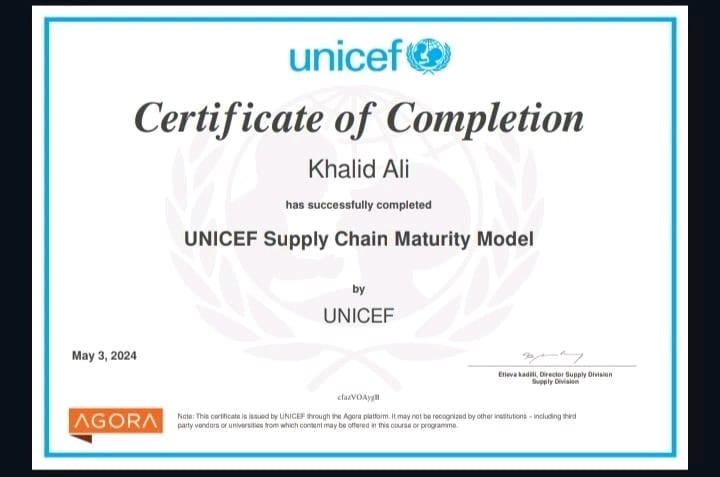 unicef
Certificate of Completion
Khalid Ali
has successfully completed
UNICEF Supply Chain Maturity Model
by
UNICEF
May 3, 2024
Etleva kadilli, Director Supply Division
Supply Division
cfazVOAygB
AGORA
Note: This certificate is issued by UNICEF through the Agora platform. It may not be recognized by other institutions - including third
party vendors or universities from which content may be offered in this course or programme.